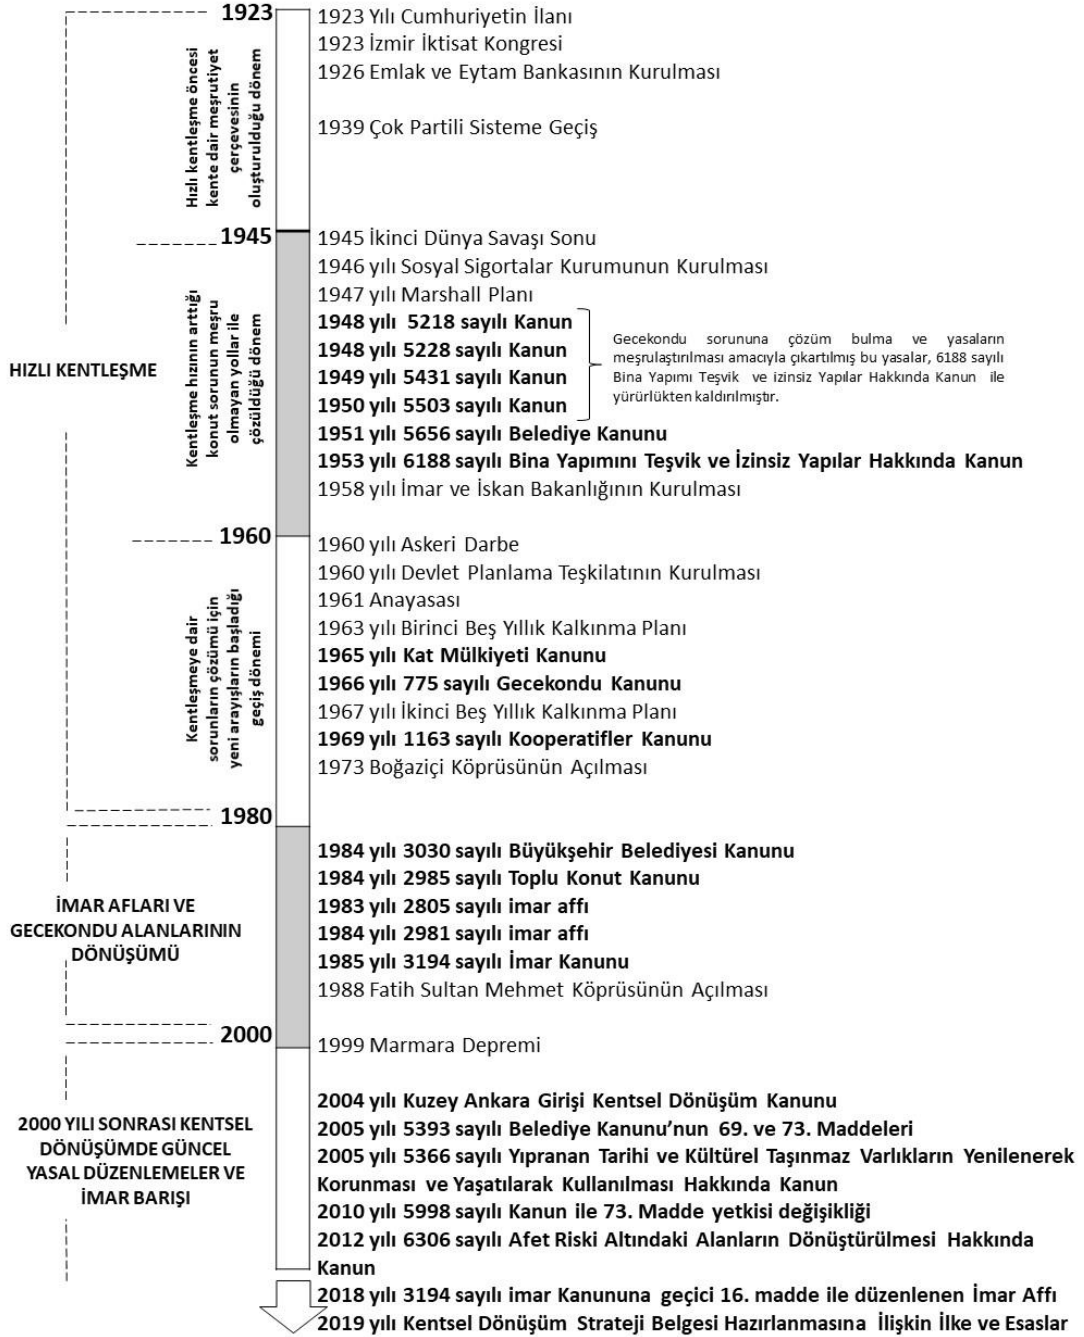 1923
1923 Yılı Cumhuriyetin İlanı
1923 İzmir İktisat Kongresi
1926 Emlak ve Eytam Bankasının Kurulması
1939 Çok Partili Sisteme Geçiş
Hızlı kentleşme öncesi
kente dair meşrutiyet
çerçevesinin
oluşturulduğu dönem
1945
1945 İkinci Dünya Savaşı Sonu
1946 yılı Sosyal Sigortalar Kurumunun Kurulması
1947 yılı Marshall Planı
1948 yılı 5218 sayılı Kanun
1948 yılı 5228 sayılı Kanun
1949 yılı 5431 sayılı Kanun
1950 yılı 5503 sayılı Kanun
Gecekondu sorununa çözüm bulma ve yasaların
meşrulaştırılması amacıyla çıkartılmış bu yasalar, 6188 sayılı
Bina Yapımı Teşvik ve izinsiz Yapılar Hakkında Kanun ile
yürürlükten kaldırılmıştır.
1951 yılı 5656 sayılı Belediye Kanunu
1953 yılı 6188 sayılı Bina Yapımını Teşvik ve İzinsiz Yapılar Hakkında Kanun
1958 yılı İmar ve İskan Bakanlığının Kurulması
Kentleşme hızının arttığı
konut sorunun meşru
olmayan yollar ile
çözüldüğü dönem
HIZLI KENTLEŞME
1960
1960 yılı Askeri Darbe
1960 yılı Devlet Planlama Teşkilatının Kurulması
1961 Anayasası
1963 yılı Birinci Beş Yıllık Kalkınma Planı
1965 yılı Kat Mülkiyeti Kanunu
1966 yılı 775 sayılı Gecekondu Kanunu
1967 yılı İkinci Beş Yıllık Kalkınma Planı
1969 yılı 1163 sayılı Kooperatifler Kanunu
1973 Boğaziçi Köprüsünün Açılması
Kentleşmeye dair
sorunların çözümü için
yeni arayışların başladığı
geçiş dönemi
1980
1984 yılı 3030 sayılı Büyükşehir Belediyesi Kanunu
1984 yılı 2985 sayılı Toplu Konut Kanunu
1983 yılı 2805 sayılı imar affı
1984 yılı 2981 sayılı imar affı
1985 yılı 3194 sayılı İmar Kanunu
1988 Fatih Sultan Mehmet Köprüsünün Açılması
İMAR AFLARI VE
GECEKONDU ALANLARININ
DÖNÜŞÜMÜ
2000
1999 Marmara Depremi
2004 yılı Kuzey Ankara Girişi Kentsel Dönüşüm Kanunu
2005 yılı 5393 sayılı Belediye Kanunu’nun 69. ve 73. Maddeleri
2005 yılı 5366 sayılı Yıpranan Tarihi ve Kültürel Taşınmaz Varlıkların Yenilenerek
Korunması ve Yaşatılarak Kullanılması Hakkında Kanun
2010 yılı 5998 sayılı Kanun ile 73. Madde yetkisi değişikliği
2012 yılı 6306 sayılı Afet Riski Altındaki Alanların Dönüştürülmesi Hakkında
Kanun
2018 yılı 3194 sayılı imar Kanununa geçici 16. madde ile düzenlenen İmar Affı
2019 yılı Kentsel Dönüşüm Strateji Belgesi Hazırlanmasına İlişkin İlke ve Esaslar
2000 YILI SONRASI KENTSEL
DÖNÜŞÜMDE GÜNCEL
YASAL DÜZENLEMELER VE
İMAR BARIŞI